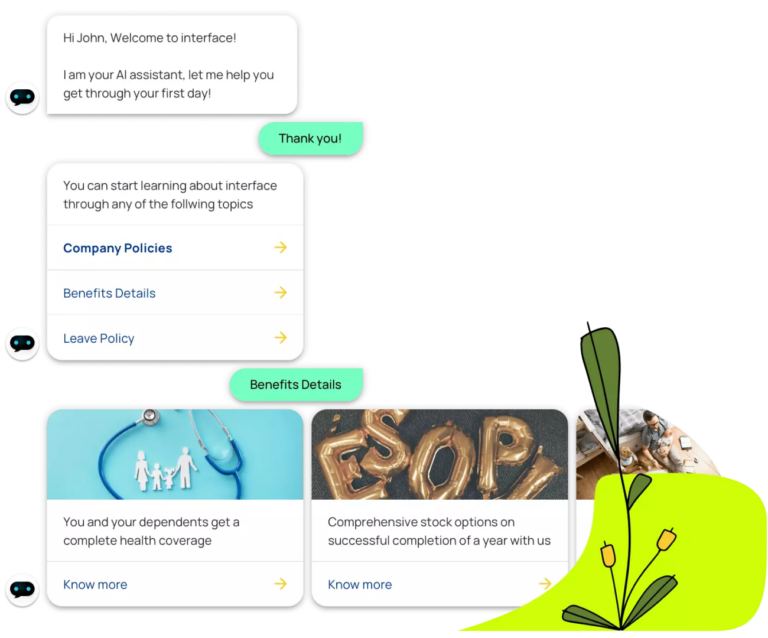 Hi John, Welcome to interface!
I am your AI assistant, let me help you
get through your first day!
Thank you!
You can start learning about interface
through any of the follwing topics
Company Policies
Benefits Details
Leave Policy
Benefits Details
ESOP
You and your dependents get a
complete health coverage
Know more
Comprehensive stock options on
successful completion of a year with us
Know more